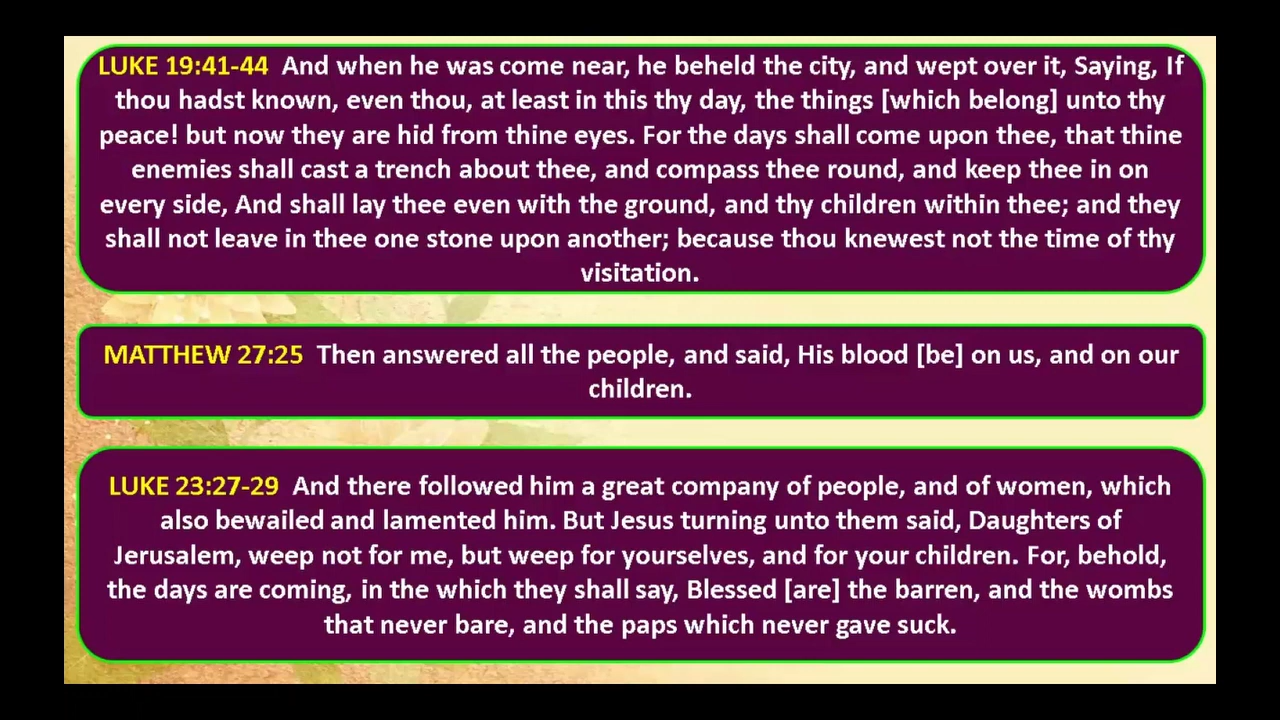 LUKE 19:41-44 And when he was come near, he beheld the city, and wept over it, Saying, If
thou hadst known, even thou, at least in this thy day, the things [which belong] unto thy
peace! but now they are hid from thine eyes. For the days shall come upon thee, that thine
enemies shall cast a trench about thee, and compass thee round, and keep thee in on
every side, And shall lay thee even with the ground, and thy children within thee; and they
shall not leave in thee one stone upon another; because thou knewest not the time of thy
visitation.
MATTHEW 27:25 Then answered all the people, and said, His blood [be] on us, and on our
children.
LUKE 23:27-29 And there followed him a great company of people, and of women, which
also bewailed and lamented him. But Jesus turning unto them said, Daughters of
Jerusalem, weep not for me, but weep for yourselves, and for your children. For, behold,
the days are coming, in the which they shall say, Blessed [are] the barren, and the wombs
that never bare, and the paps which never gave suck.